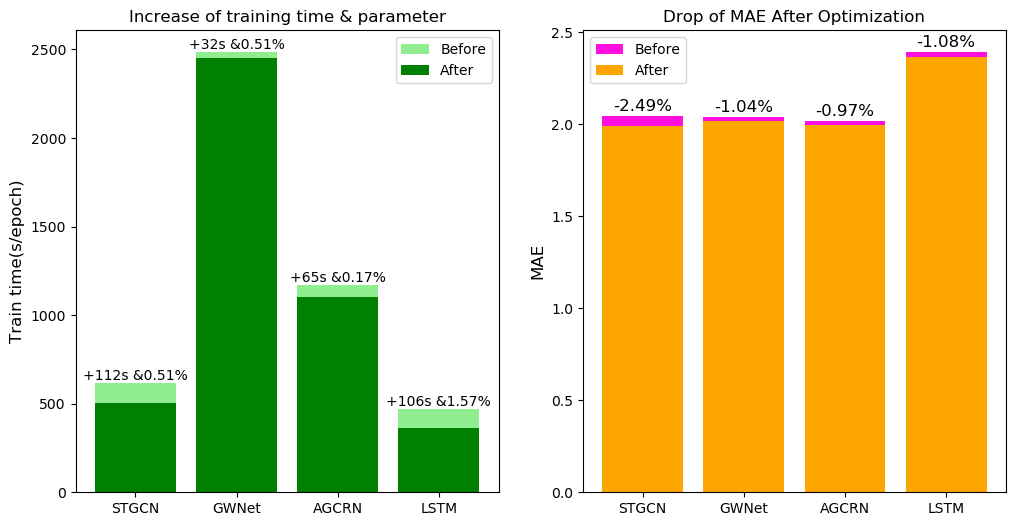 Increase of training time & parameter
Train time(s/epoch)
2500
2000
1500
1000
500
0
+112s &0.51%
+32s &0.51%
+65s &0.17%
+106s &1.57%
Before
After
STGCN
GWNet
AGCRN
LSTM
Drop of MAE After Optimization
MAE
2.5
2.0
1.5
1.0
0.5
0.0
Before
After
-2.49%
-1.04%
-0.97%
-1.08%
STGCN
GWNet
AGCRN
LSTM